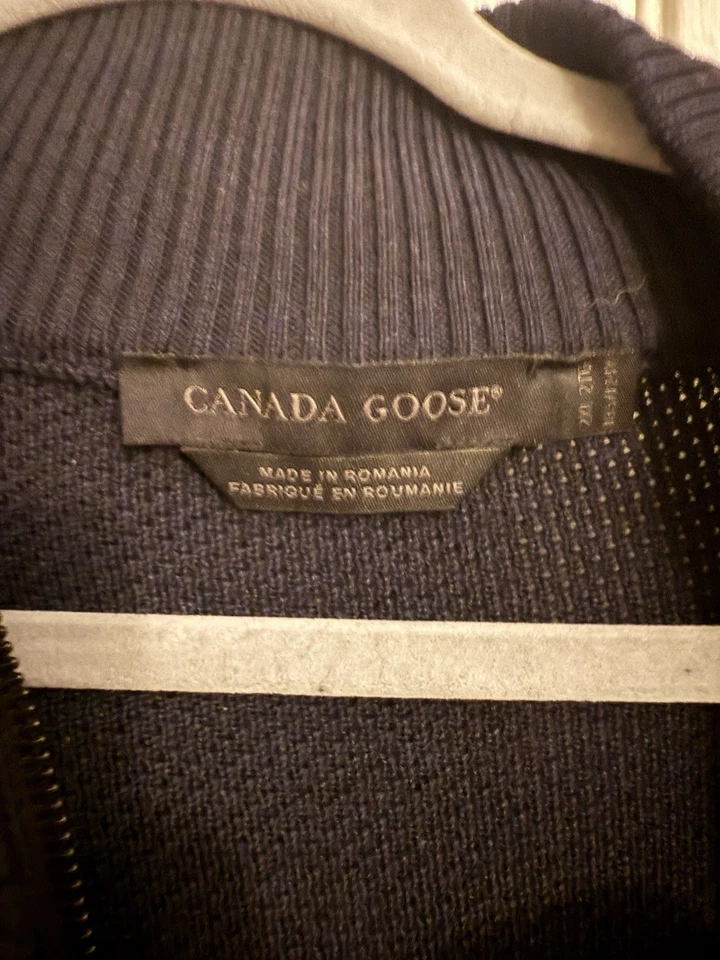 CANADA GOOSE®
MADE IN ROMANIA
FABRIQUÉ EN ROUMANIE